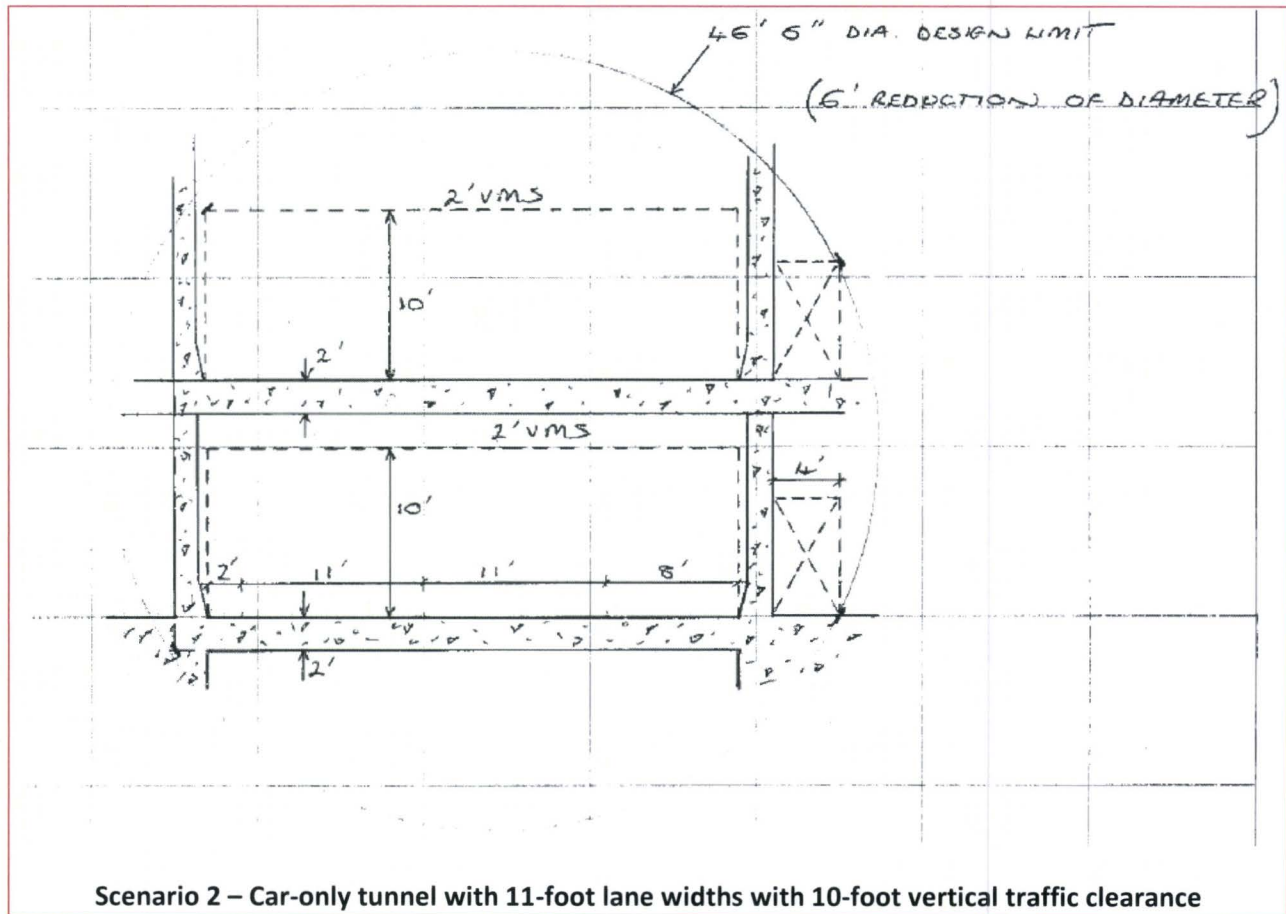 46' 6" DIA. DESIGN LIMIT
(6' REDUCTION OF DIAMETER)
2' VMS
10'
2'
2' VMS
4'
10'
2' 11' 11' 8'
2'
Scenario 2 – Car-only tunnel with 11-foot lane widths with 10-foot vertical traffic clearance